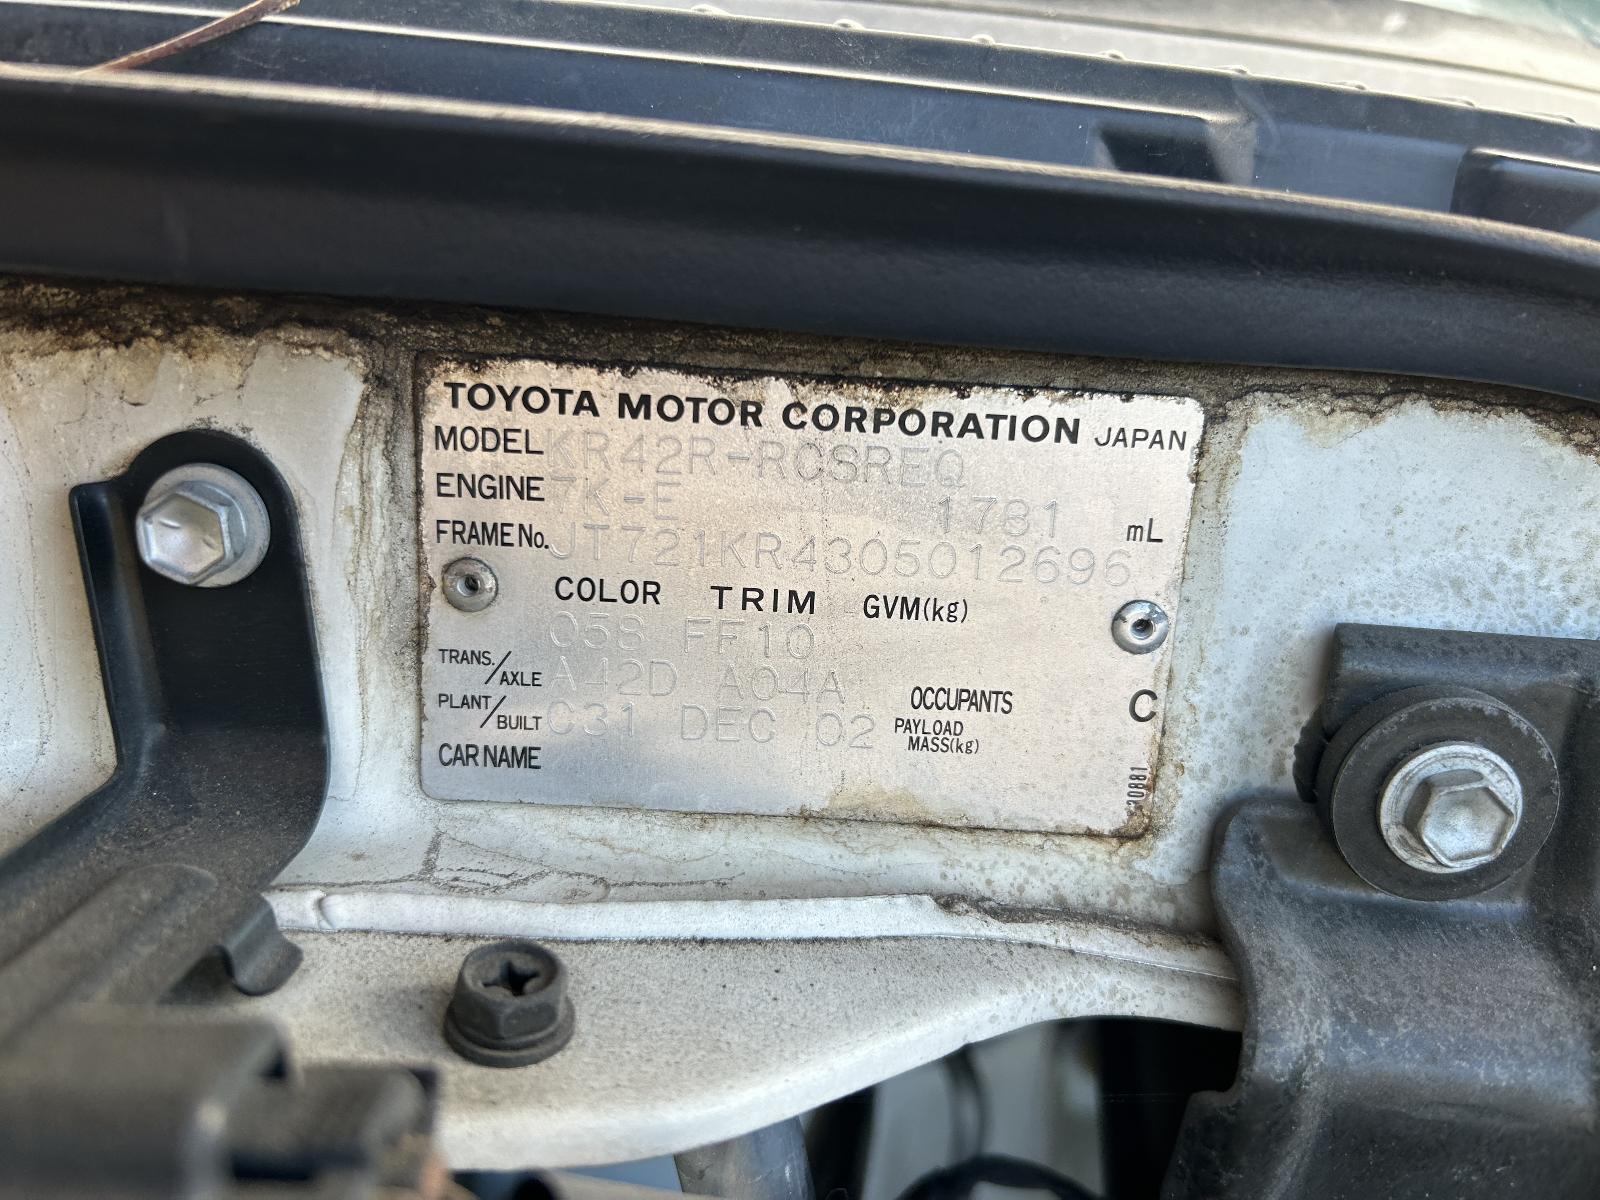 TOYOTA MOTOR CORPORATION JAPAN
MODEL KR42R-RCSREQ
ENGINE 7K-E 1781 mL
FRAME No. JT721KR4305012696
COLOR TRIM GVM(kg)
058 FF10
TRANS./AXLE A42D A04A OCCUPANTS C
PLANT/BUILT C31 DEC 02 PAYLOAD MASS(kg)
CAR NAME